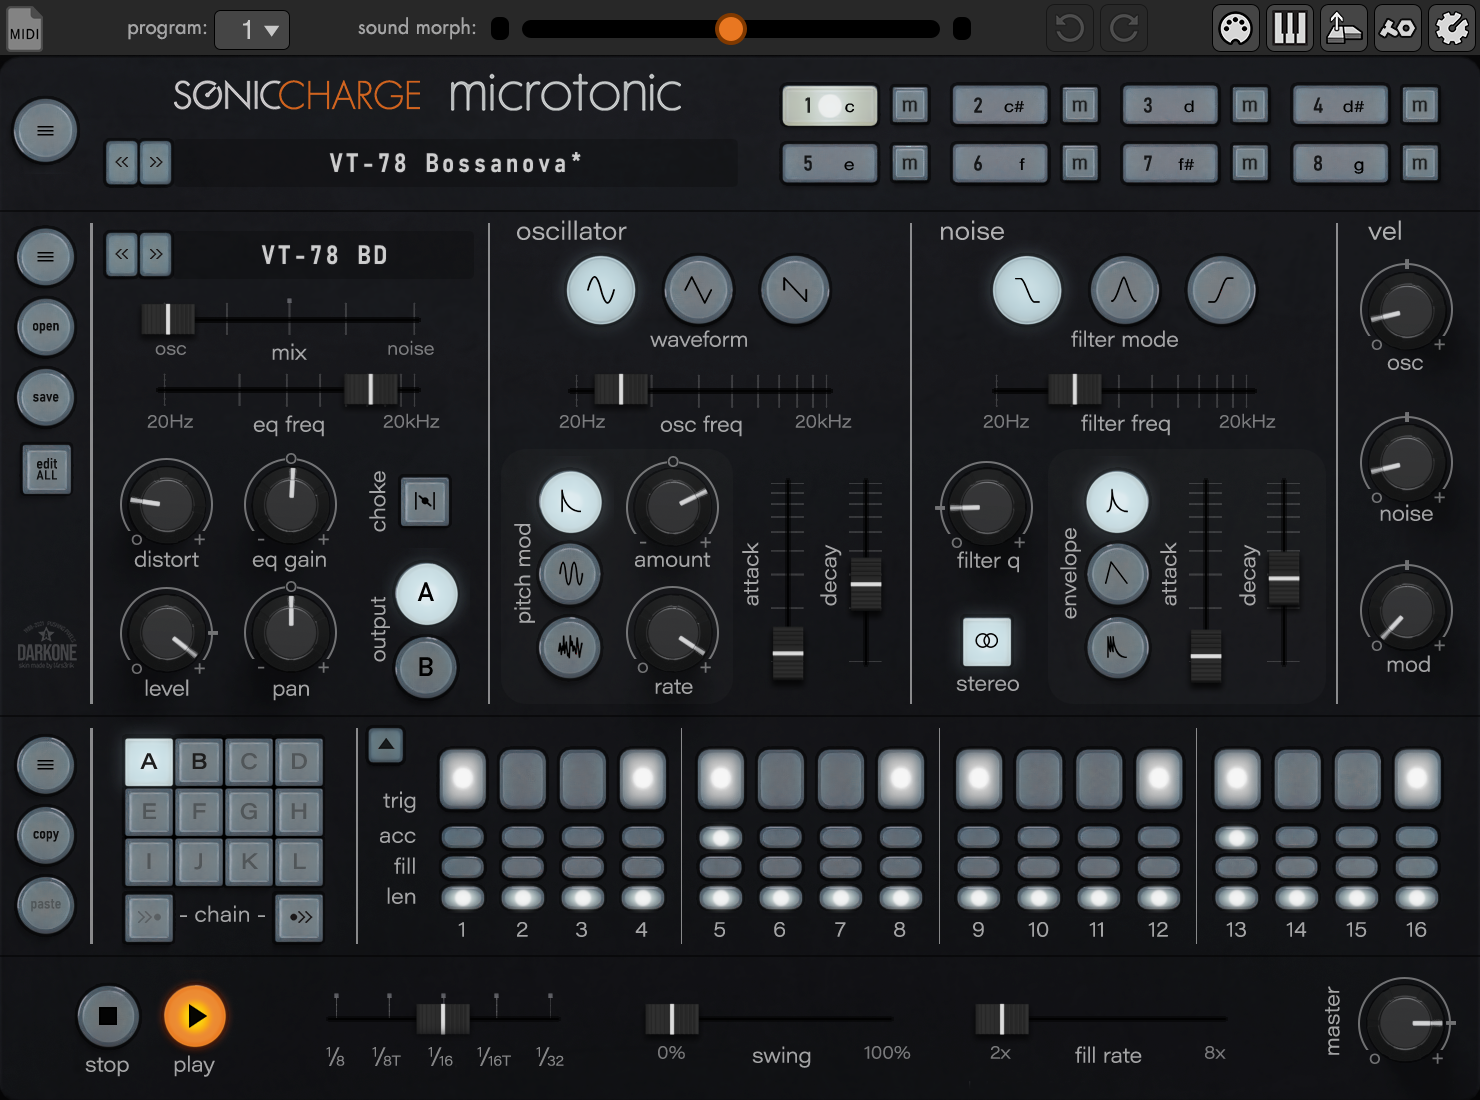 MIDI
program: 1
sound morph:
SONICCHARGE microtonic
VT-78 Bossanova*
1 c m 2 c# m 3 d m 4 d# m
5 e m 6 f m 7 f# m 8 g m
VT-78 BD
osc mix noise
20Hz eq freq 20kHz
open
save
edit
ALL
distort eq gain
choke
level pan
output
A
B
DARKONE
oscillator
waveform
20Hz osc freq 20kHz
pitch mod
amount
rate
attack
decay
noise
filter mode
20Hz filter freq 20kHz
filter q
stereo
envelope
attack
decay
vel
osc
noise
mod
copy
paste
A B C D
E F G H
I J K L
- chain -
trig
acc
fill
len
1 2 3 4 5 6 7 8 9 10 11 12 13 14 15 16
stop play
1/8 1/8T 1/16 1/16T 1/32
0% swing 100%
2x fill rate 8x
master